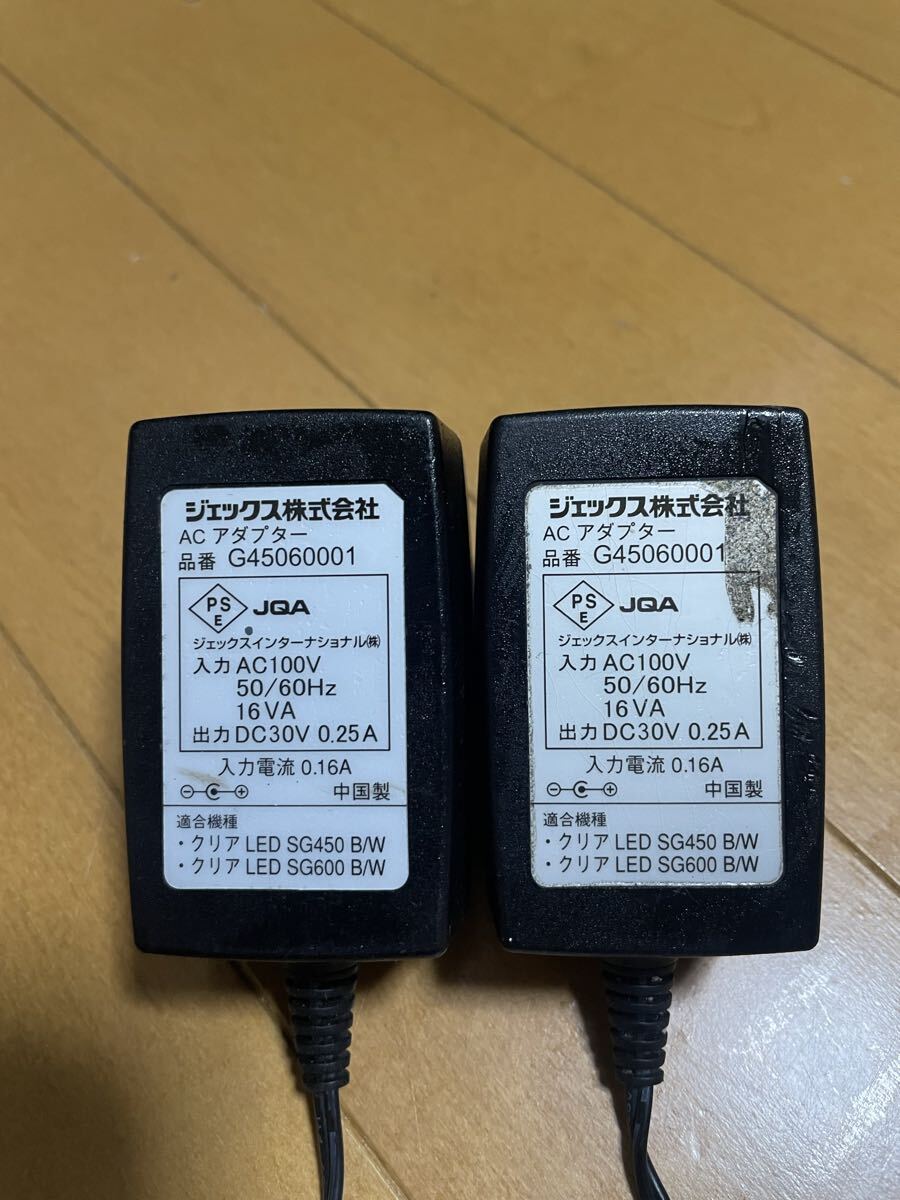 ジェックス株式会社
AC アダプター
品番 G45060001
PS
E
JQA
ジェックスインターナショナル㈱
入力 AC100V
50/60Hz
16VA
出力 DC30V 0.25A
入力電流 0.16A
中国製
適合機種
・クリア LED SG450 B/W
・クリア LED SG600 B/W
ジェックス株式会社
AC アダプター
品番 G45060001
PS
E
JQA
ジェックスインターナショナル㈱
入力 AC100V
50/60Hz
16VA
出力 DC30V 0.25A
入力電流 0.16A
中国製
適合機種
・クリア LED SG450 B/W
・クリア LED SG600 B/W